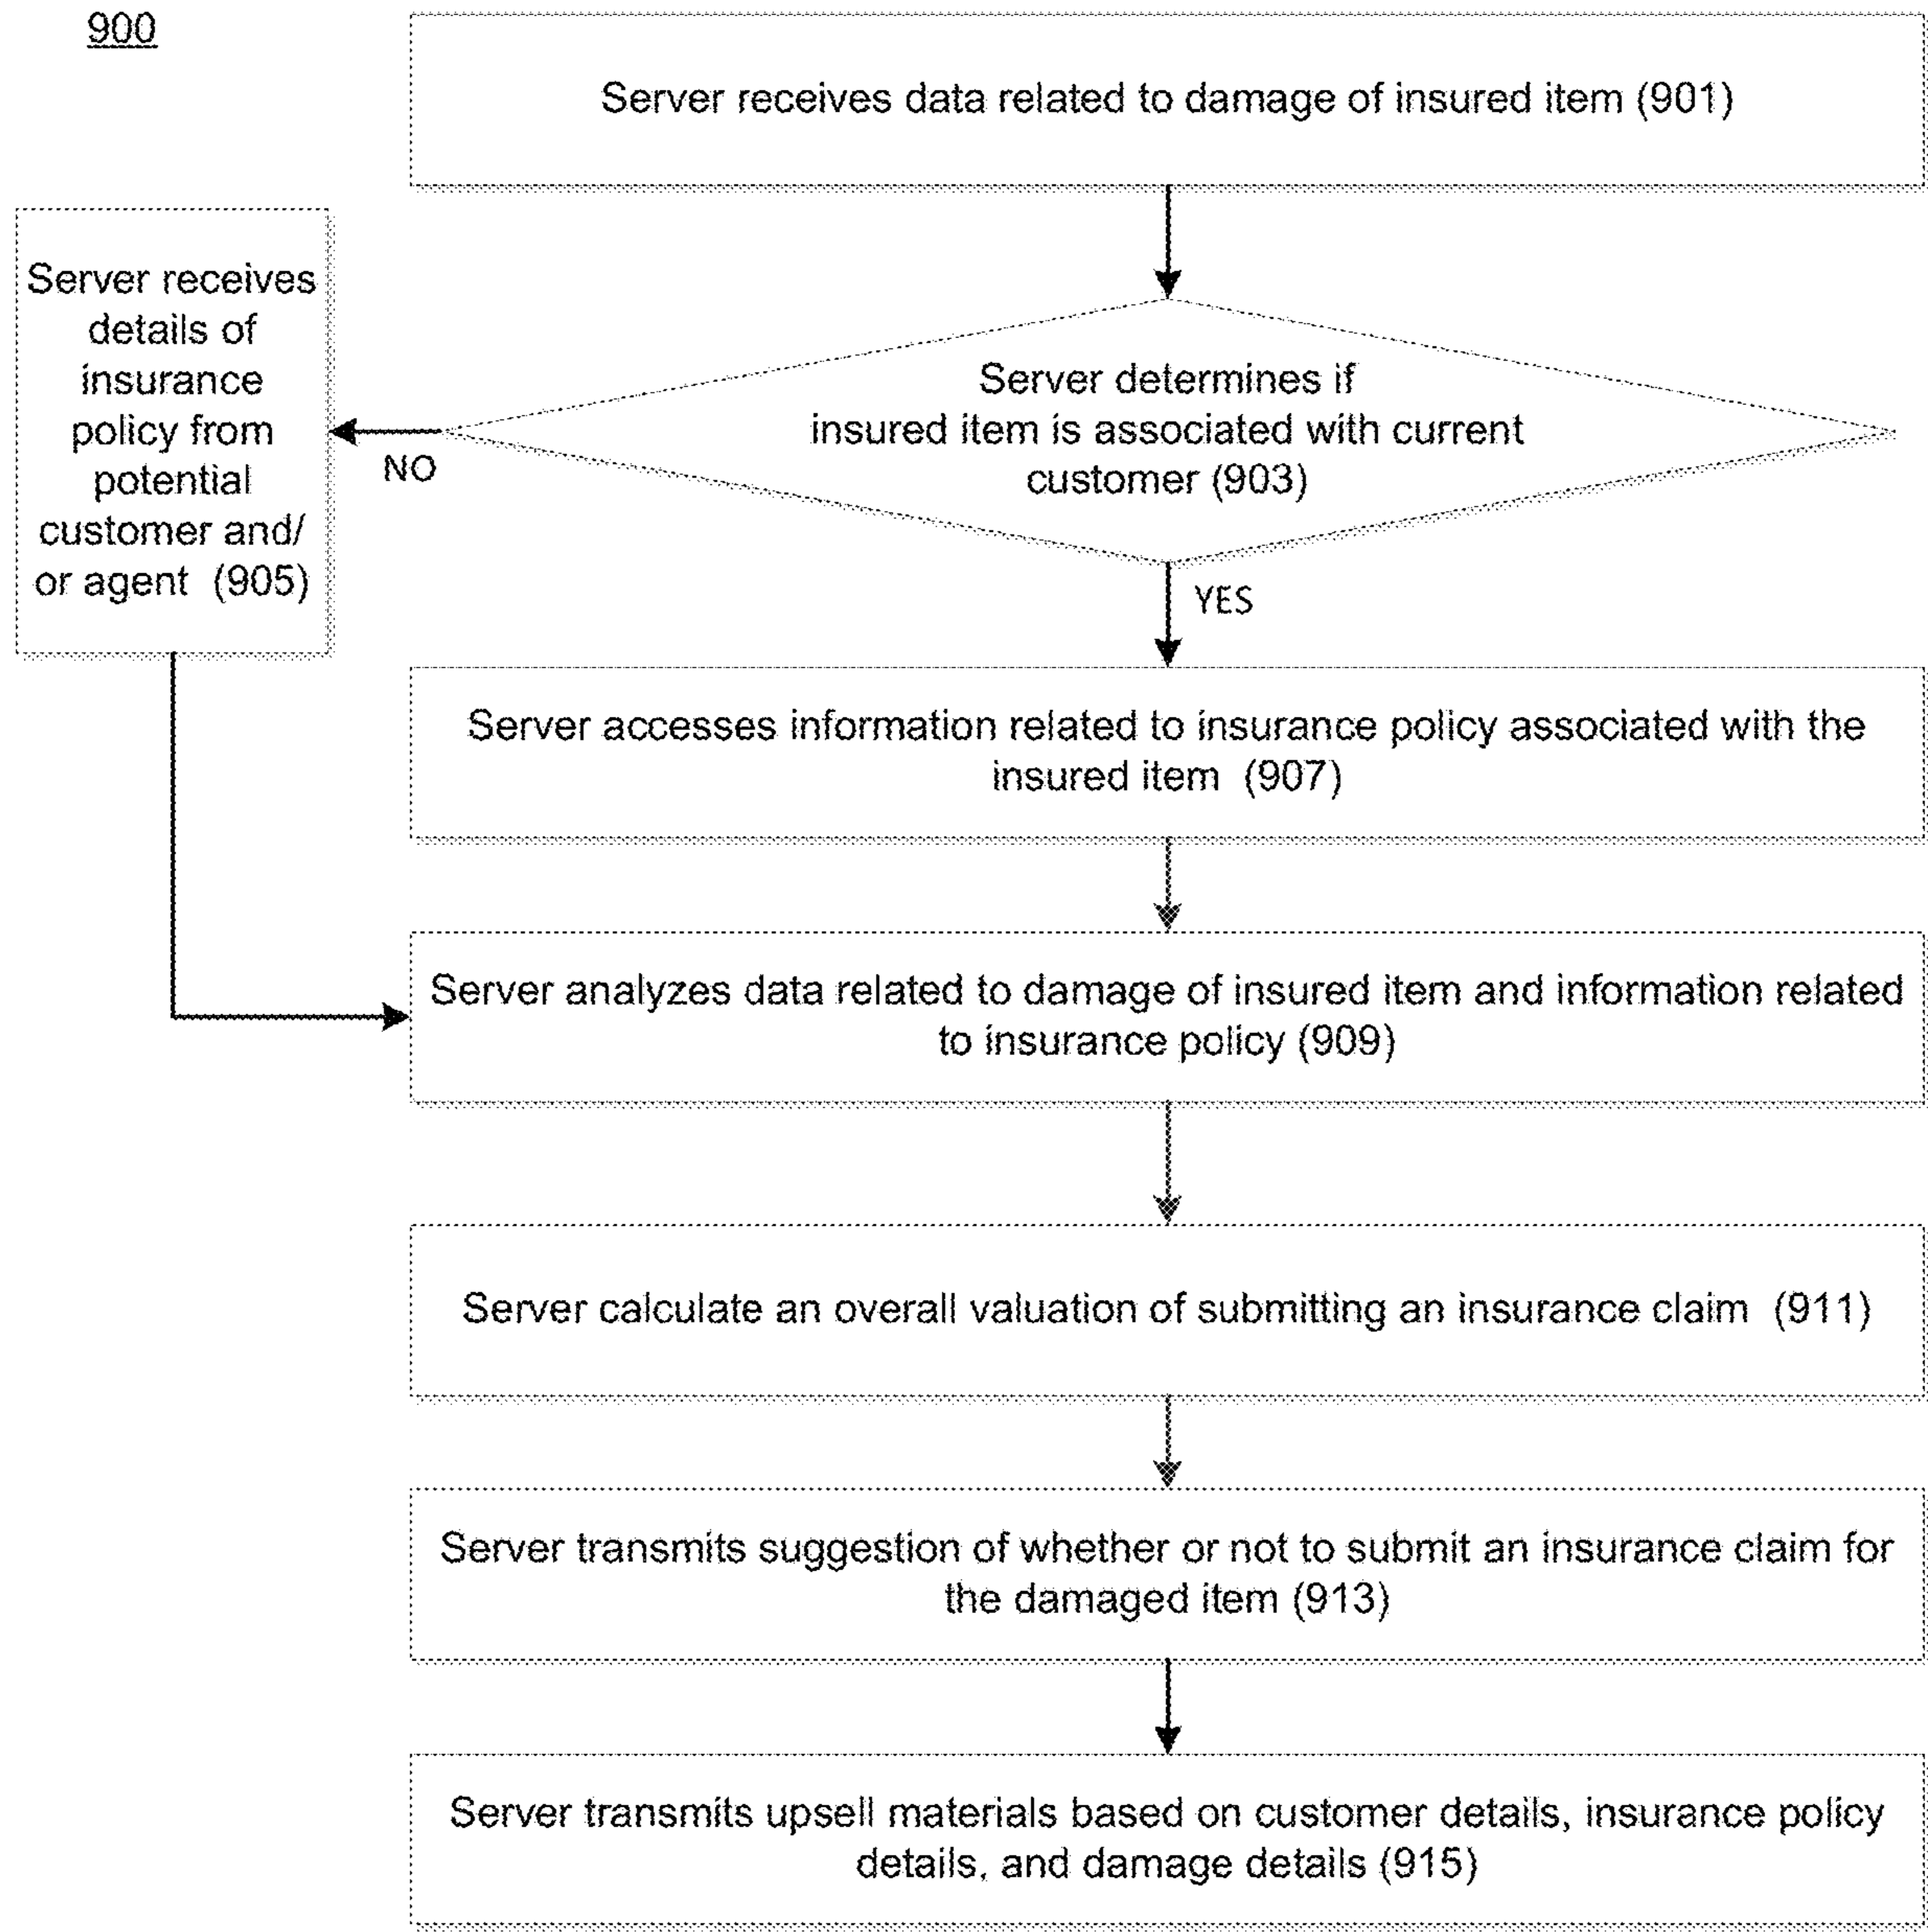 900
Server receives data related to damage of insured item (901)
Server determines if
insured item is associated with current
customer (903)
NO
YES
Server receives
details of
insurance
policy from
potential
customer and/
or agent  (905)
Server accesses information related to insurance policy associated with the
insured item  (907)
Server analyzes data related to damage of insured item and information related
to insurance policy (909)
Server calculate an overall valuation of submitting an insurance claim  (911)
Server transmits suggestion of whether or not to submit an insurance claim for
the damaged item (913)
Server transmits upsell materials based on customer details, insurance policy
details, and damage details (915)